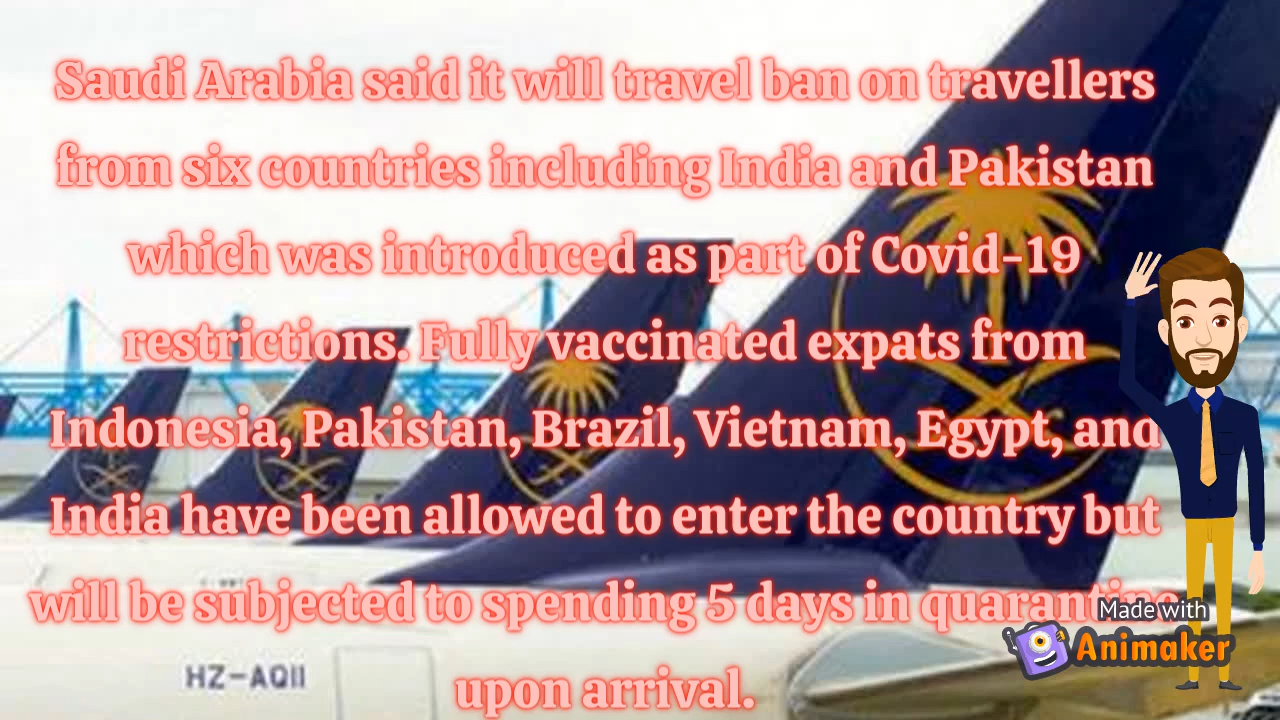 Saudi Arabia said it will travel ban on travellers
from six countries including India and Pakistan
which was introduced as part of Covid-19
restrictions. Fully vaccinated expats from
Indonesia, Pakistan, Brazil, Vietnam, Egypt, and
India have been allowed to enter the country but
will be subjected to spending 5 days in quarantine
upon arrival.
HZ-AQII
Made with
Animaker